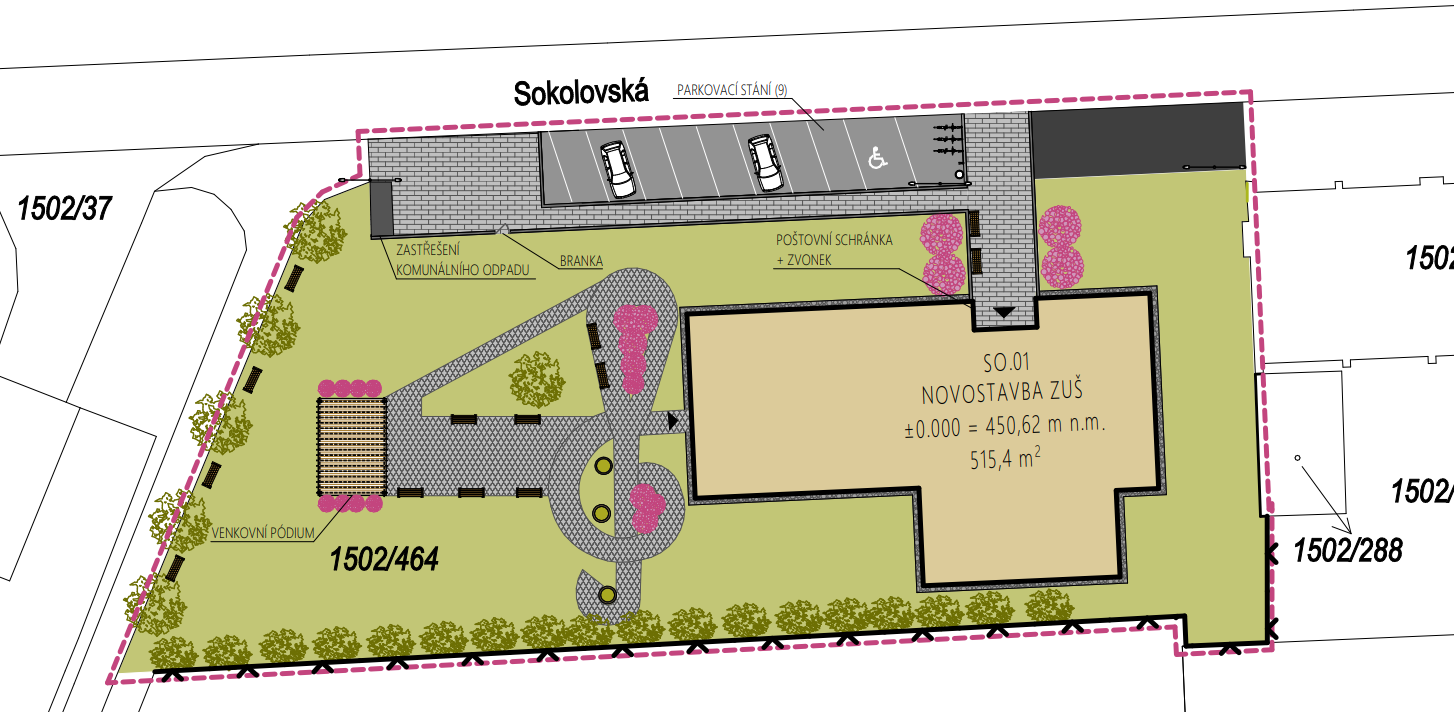 Sokolovská
PARKOVACÍ STÁNÍ (9)
1502/37
ZASTŘEŠENÍ
KOMUNÁLNÍHO ODPADU
BRANKA
POŠTOVNÍ SCHRÁNKA
+ ZVONEK
1502
SO.01
NOVOSTAVBA ZUŠ
±0.000 = 450,62 m n.m.
515,4 m²
1502/
VENKOVNÍ PÓDIUM
1502/464
1502/288